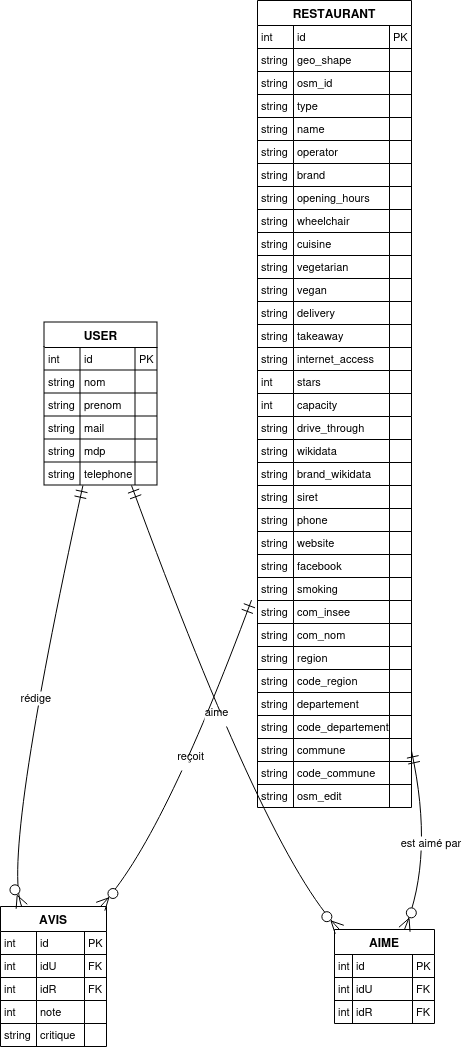 RESTAURANT
int id PK
string geo_shape
string osm_id
string type
string name
string operator
string brand
string opening_hours
string wheelchair
string cuisine
string vegetarian
string vegan
string delivery
string takeaway
string internet_access
int stars
int capacity
string drive_through
string wikidata
string brand_wikidata
string siret
string phone
string website
string facebook
string smoking
string com_insee
string com_nom
string region
string code_region
string departement
string code_departement
string commune
string code_commune
string osm_edit
USER
int id PK
string nom
string prenom
string mail
string mdp
string telephone
rédige
aime
reçoit
est aimé par
AVIS
int id PK
int idU FK
int idR FK
int note
string critique
AIME
int id PK
int idU FK
int idR FK